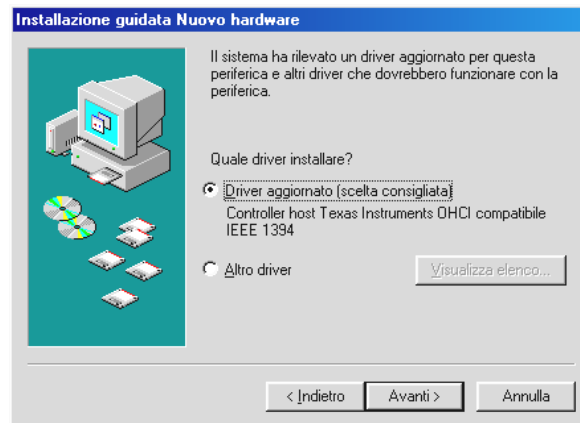 Installazione guidata Nuovo hardware
Il sistema ha rilevato un driver aggiornato per questa
periferica e altri driver che dovrebbero funzionare con la
periferica.
Quale driver installare?
Driver aggiornato (scelta consigliata)
Controller host Texas Instruments OHCI compatibile
IEEE 1394
Altro driver
Visualizza elenco...
< Indietro
Avanti >
Annulla